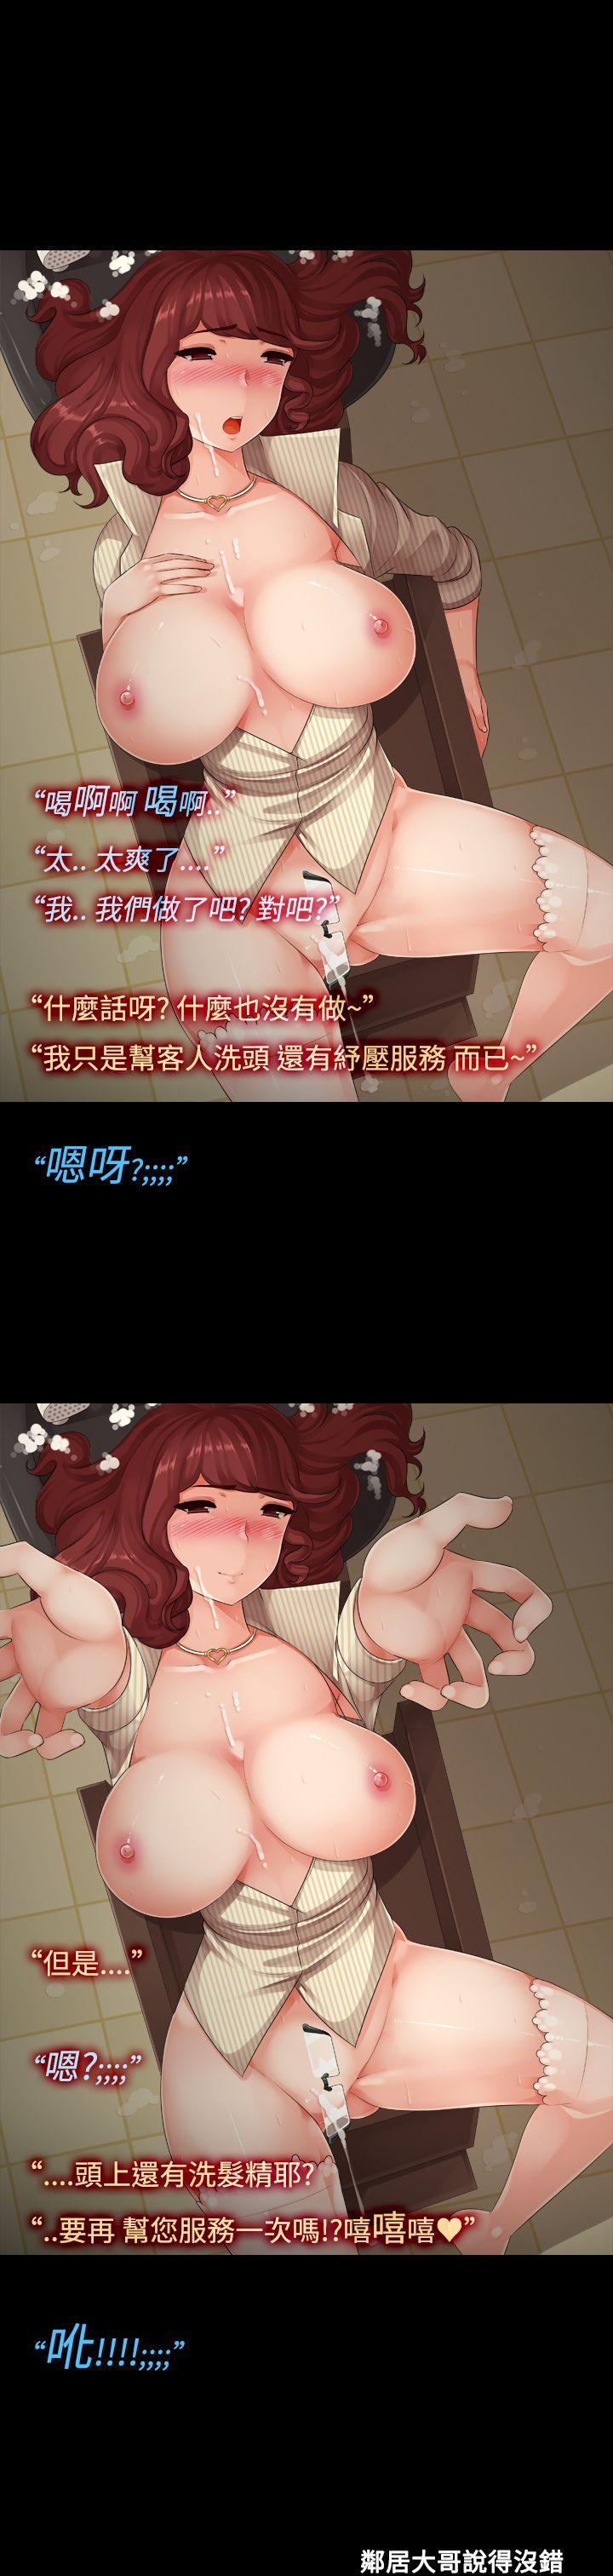 “喝啊啊 喝啊..”
“太.. 太爽了....”
“我.. 我們做了吧? 對吧?”
“什麼話呀? 什麼也沒有做~”
“我只是幫客人洗頭 還有紓壓服務 而已~”
“嗯呀?;;;;”
“但是....”
“嗯?;;;;”
“....頭上還有洗髮精耶?
“..要再 幫您服務一次嗎!?嘻嘻嘻♥”
“吪!!!!;;;;”
鄰居大哥說得沒錯